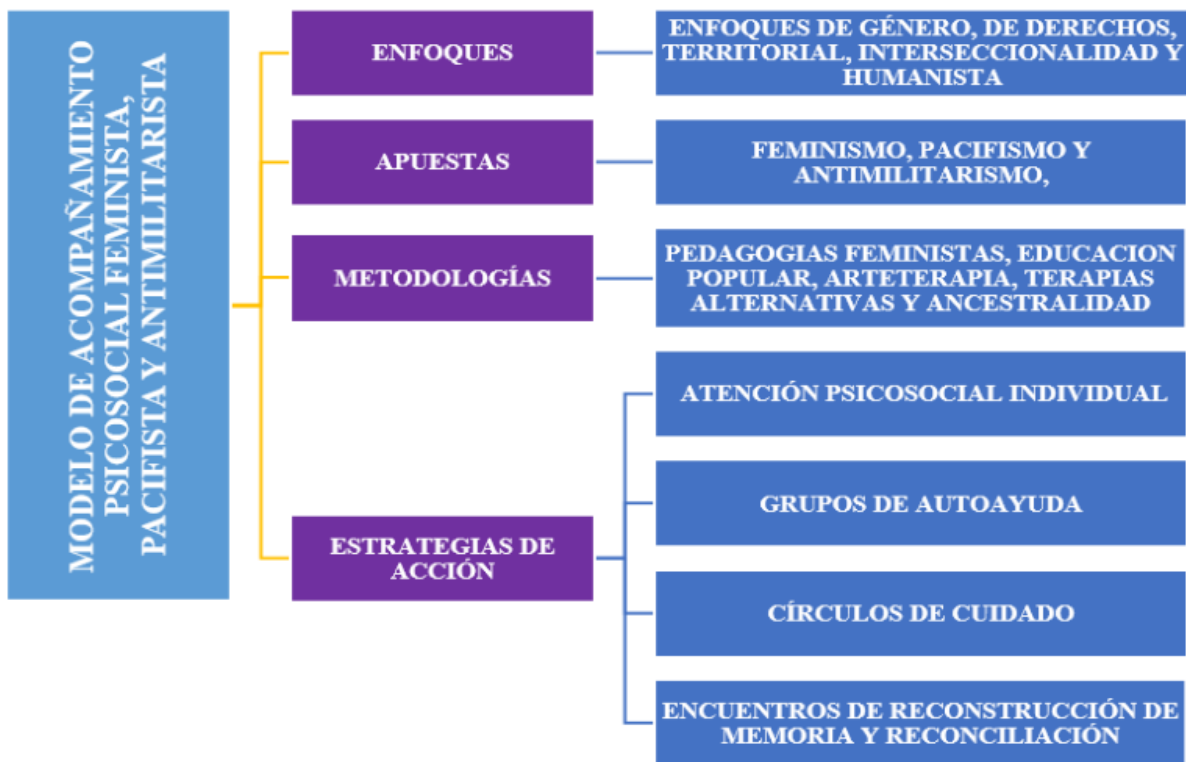 MODELO DE ACOMPAÑAMIENTO
PSICOSOCIAL FEMINISTA,
PACIFISTA Y ANTIMILITARISTA
ENFOQUES
ENFOQUES DE GÉNERO, DE DERECHOS,
TERRITORIAL, INTERSECCIONALIDAD Y
HUMANISTA
APUESTAS
FEMINISMO, PACIFISMO Y
ANTIMILITARISMO,
METODOLOGÍAS
PEDAGOGIAS FEMINISTAS, EDUCACION
POPULAR, ARTETERAPIA, TERAPIAS
ALTERNATIVAS Y ANCESTRALIDAD
ESTRATEGIAS DE
ACCIÓN
ATENCIÓN PSICOSOCIAL INDIVIDUAL
GRUPOS DE AUTOAYUDA
CÍRCULOS DE CUIDADO
ENCUENTROS DE RECONSTRUCCIÓN DE
MEMORIA Y RECONCILIACIÓN